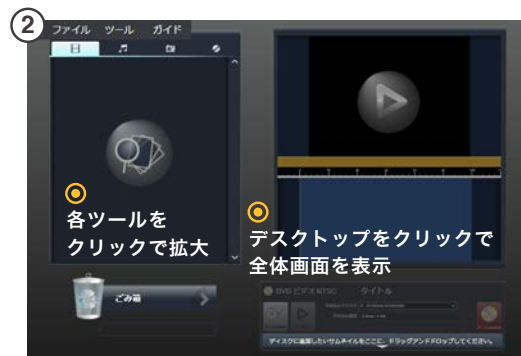 ②
ファイル ツール ガイド
各ツールを
クリックで拡大
デスクトップをクリックで
全体画面を表示
ごみ箱
DVD ビデオ NTSC タイトル
ディスクに追加したいサムネイルをここに、ドラッグアンドドロップしてください。